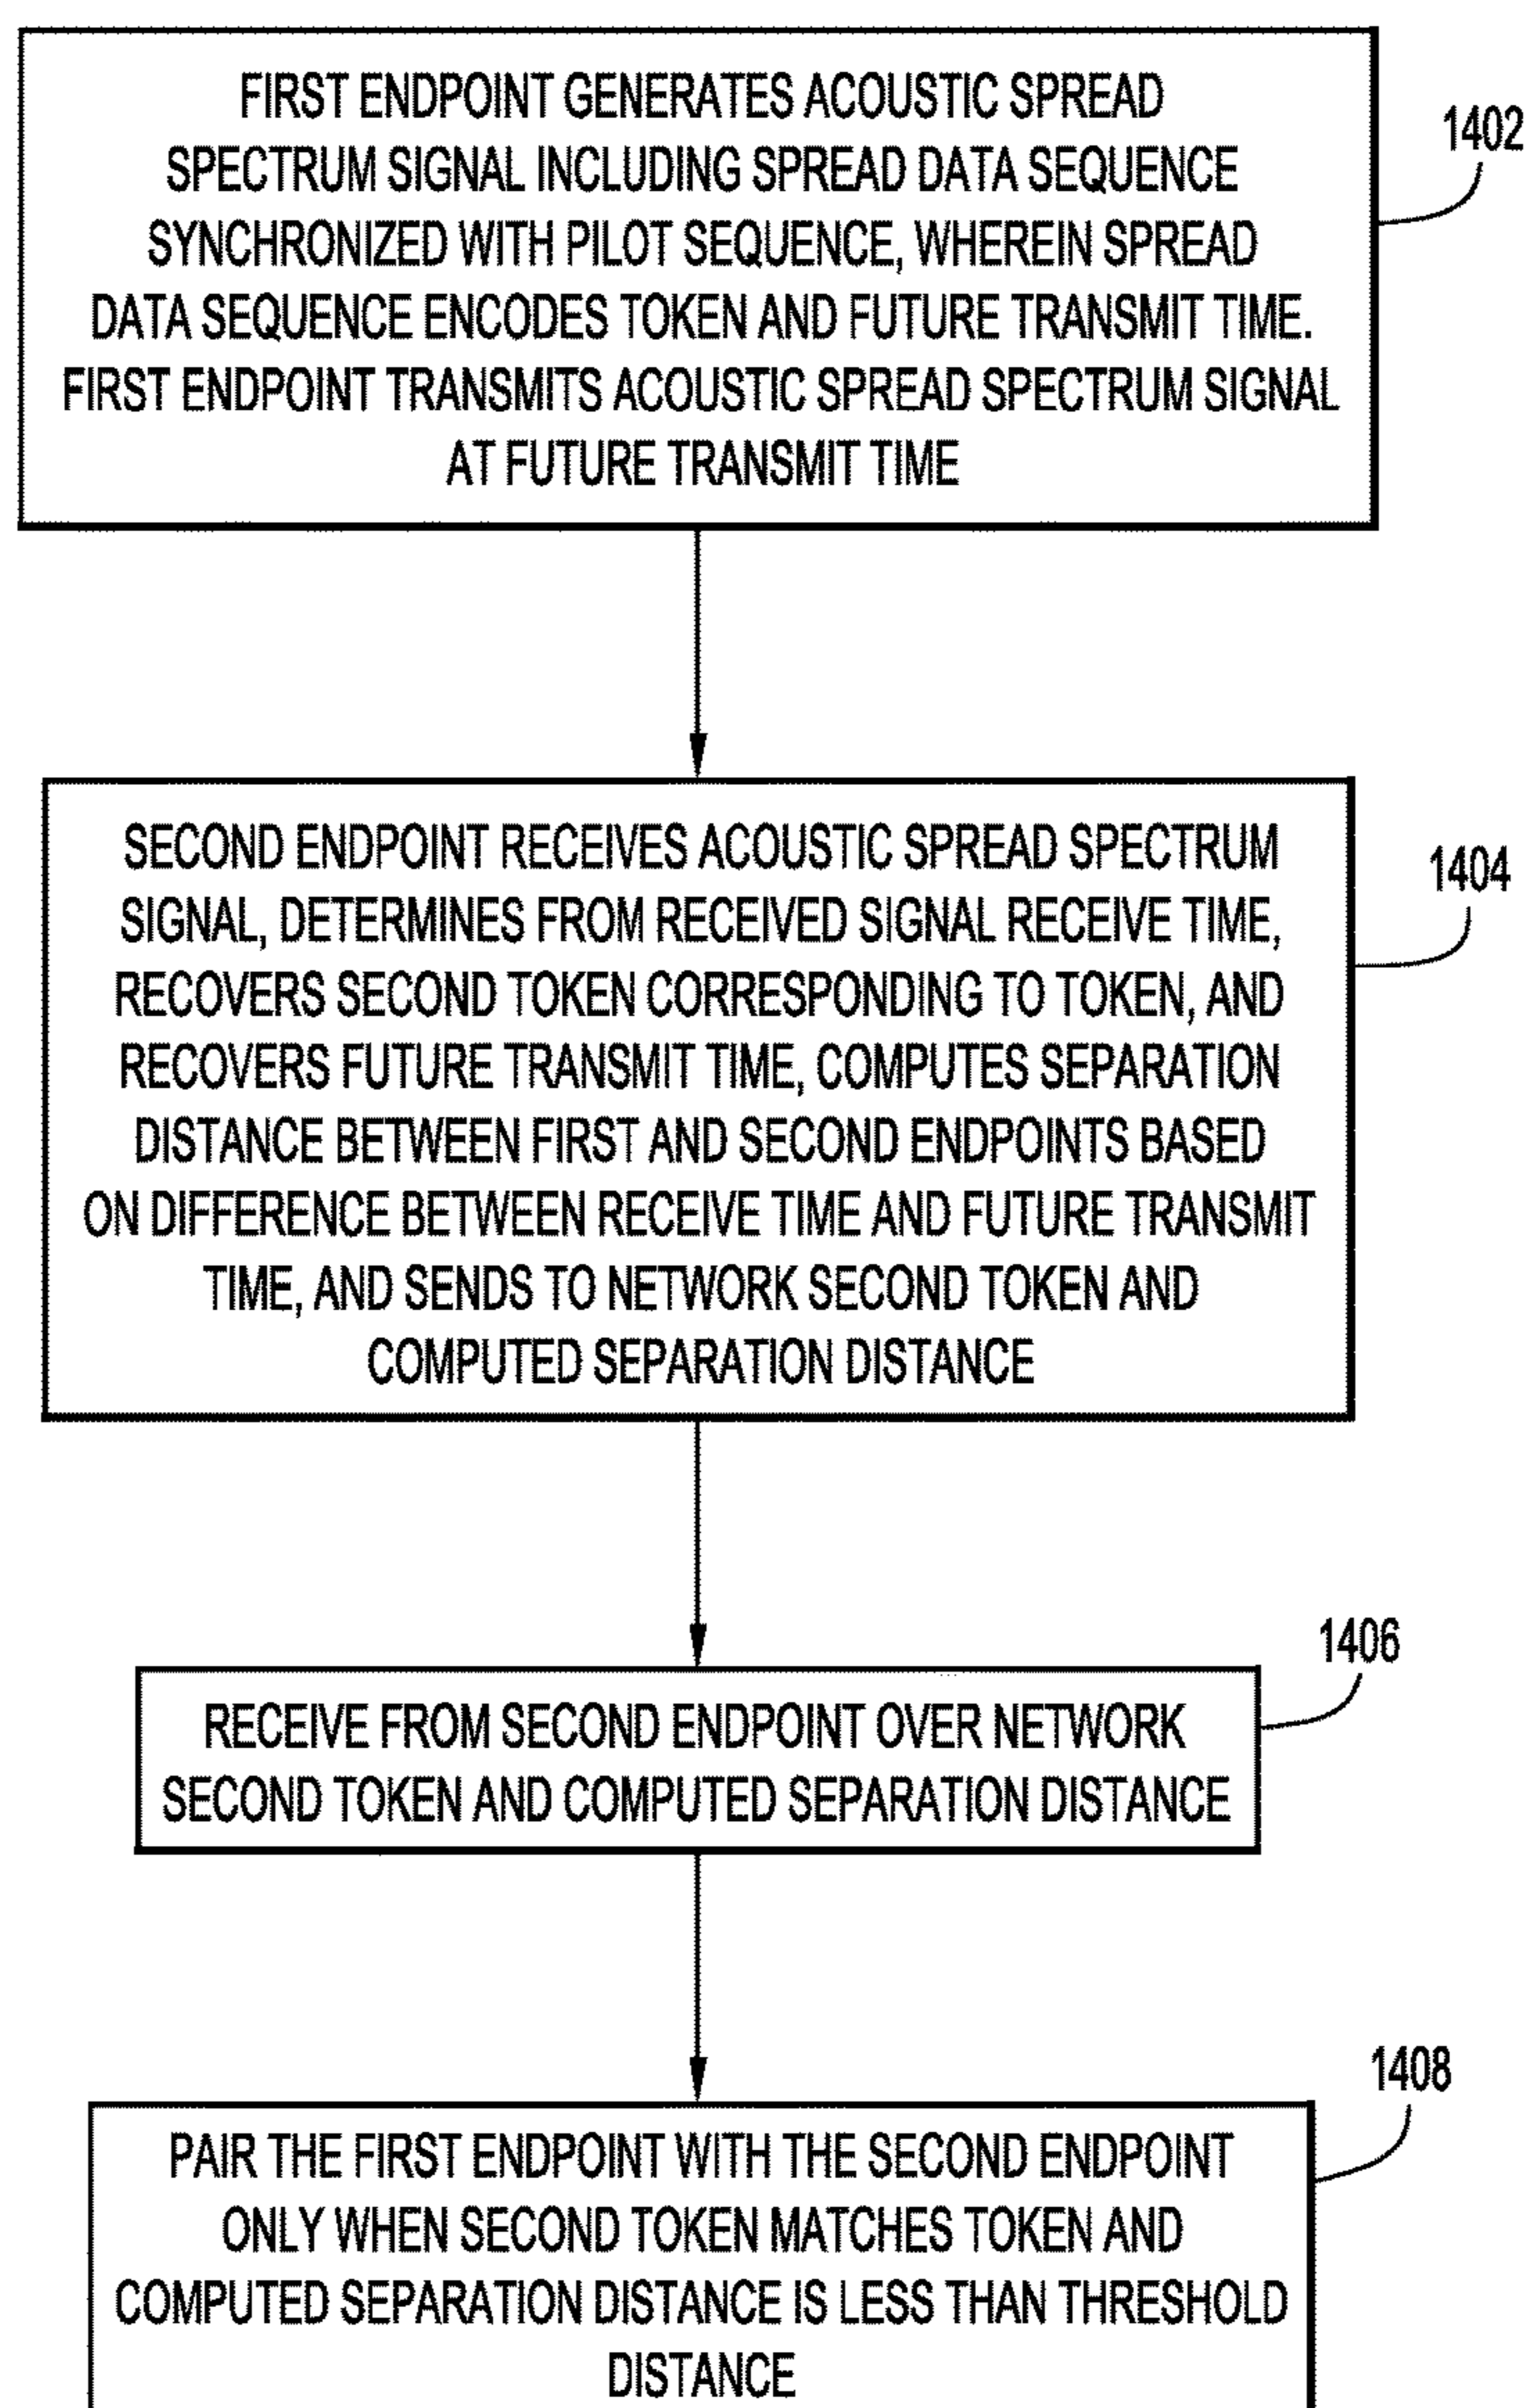 FIRST ENDPOINT GENERATES ACOUSTIC SPREAD
SPECTRUM SIGNAL INCLUDING SPREAD DATA SEQUENCE
SYNCHRONIZED WITH PILOT SEQUENCE, WHEREIN SPREAD
DATA SEQUENCE ENCODES TOKEN AND FUTURE TRANSMIT TIME.
FIRST ENDPOINT TRANSMITS ACOUSTIC SPREAD SPECTRUM SIGNAL
AT FUTURE TRANSMIT TIME
1402
SECOND ENDPOINT RECEIVES ACOUSTIC SPREAD SPECTRUM
SIGNAL, DETERMINES FROM RECEIVED SIGNAL RECEIVE TIME,
RECOVERS SECOND TOKEN CORRESPONDING TO TOKEN, AND
RECOVERS FUTURE TRANSMIT TIME, COMPUTES SEPARATION
DISTANCE BETWEEN FIRST AND SECOND ENDPOINTS BASED
ON DIFFERENCE BETWEEN RECEIVE TIME AND FUTURE TRANSMIT
TIME, AND SENDS TO NETWORK SECOND TOKEN AND
COMPUTED SEPARATION DISTANCE
1404
RECEIVE FROM SECOND ENDPOINT OVER NETWORK
SECOND TOKEN AND COMPUTED SEPARATION DISTANCE
1406
PAIR THE FIRST ENDPOINT WITH THE SECOND ENDPOINT
ONLY WHEN SECOND TOKEN MATCHES TOKEN AND
COMPUTED SEPARATION DISTANCE IS LESS THAN THRESHOLD
DISTANCE
1408